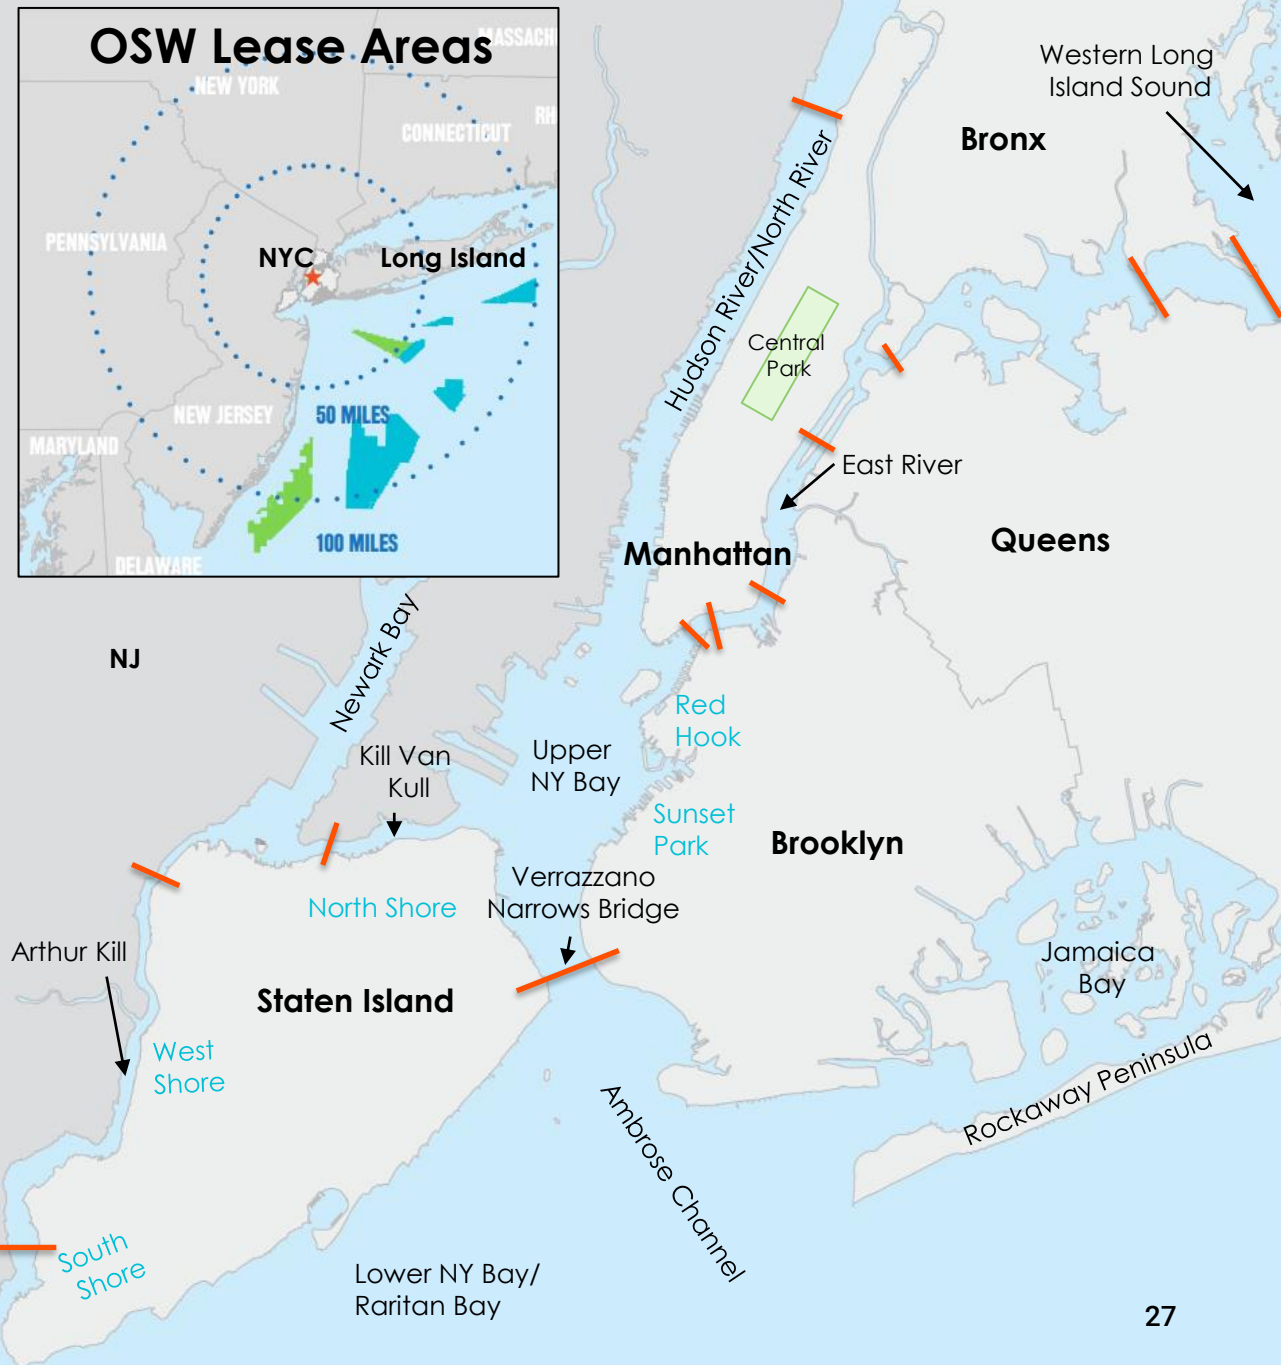 OSW Lease Areas
MASSACH
NEW YORK
CONNECTICUT
RH
PENNSYLVANIA
NYC
Long Island
NEW JERSEY
50 MILES
MARYLAND
100 MILES
DELAWARE
Western Long
Island Sound
Bronx
Hudson River/North River
Central
Park
East River
Manhattan
Queens
NJ
Newark Bay
Red
Hook
Kill Van
Kull
Upper
NY Bay
Sunset
Park
Brooklyn
Verrazzano
Narrows Bridge
North Shore
Arthur Kill
Jamaica
Bay
Staten Island
West
Shore
Rockaway Peninsula
Ambrose Channel
South
Shore
Lower NY Bay/
Raritan Bay
27